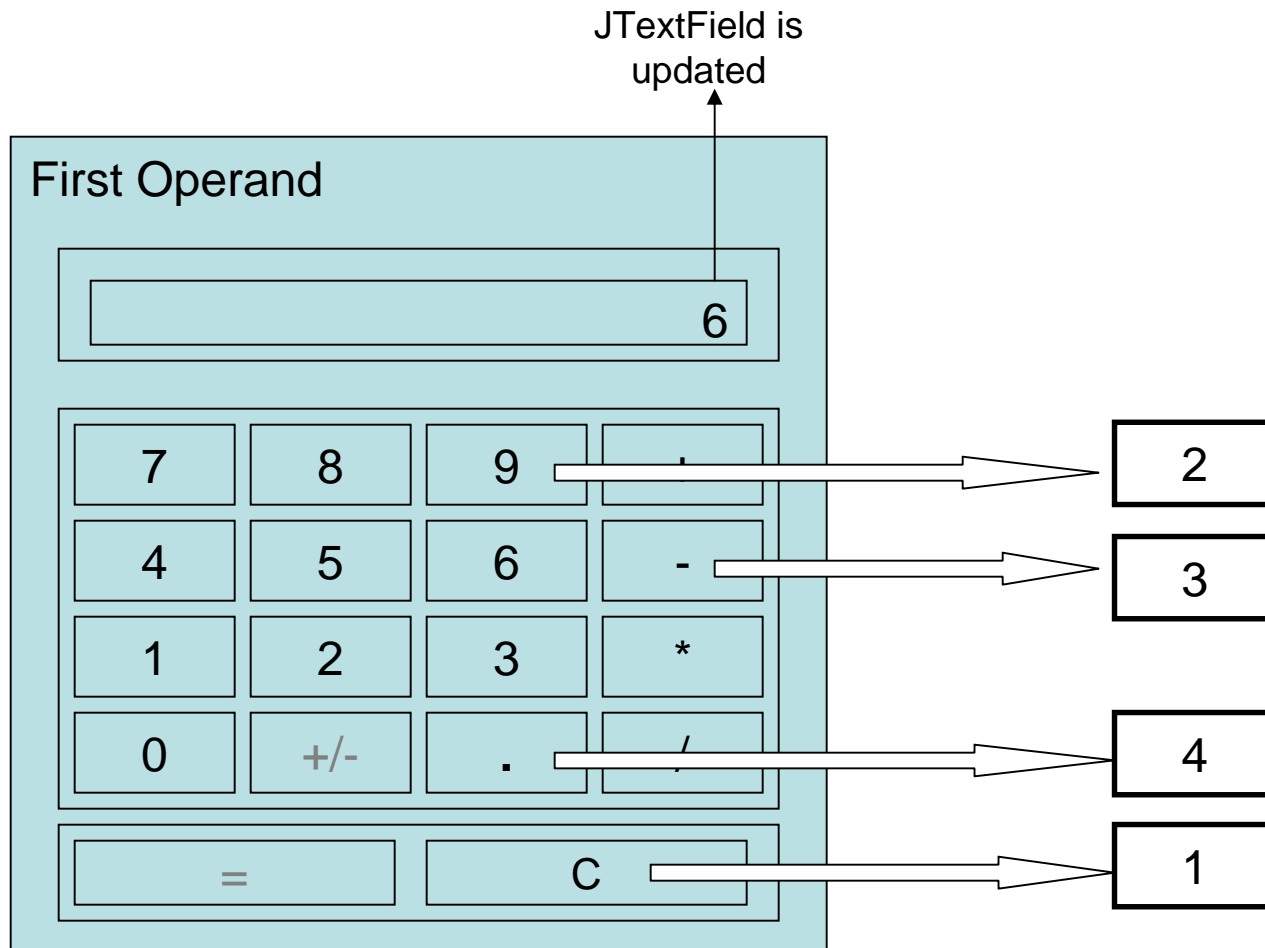 JTextField is
updated
First Operand
6
7 8 9 +
2
4 5 6 -
3
1 2 3 *
0 +/- . /
4
= C
1